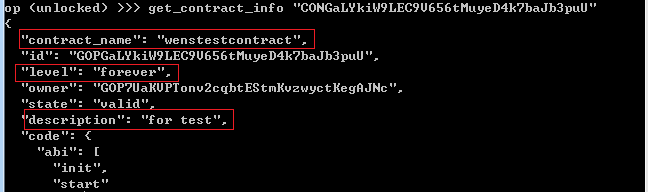 op (unlocked) >>> get_contract_info "CONGaLYkiW9LEC9V656tMuyeD4k7baJb3puU"
{
"contract_name": "wenstestcontract",
"id": "GOPGaLYkiW9LEC9V656tMuyeD4k7baJb3puU",
"level": "forever",
"owner": "GOP7UaKVPTonv2cqbtEStmKvzwyctKegAJNc",
"state": "valid",
"description": "for test",
"code": {
"abi": [
"init",
"start"